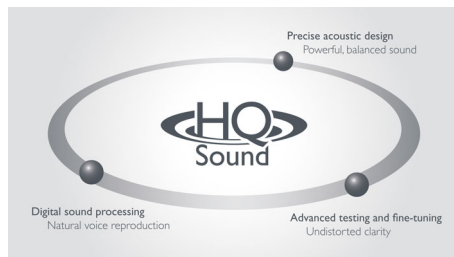 Precise acoustic design
Powerful, balanced sound
HQ
Sound
Digital sound processing
Natural voice reproduction
Advanced testing and fine-tuning
Undistorted clarity